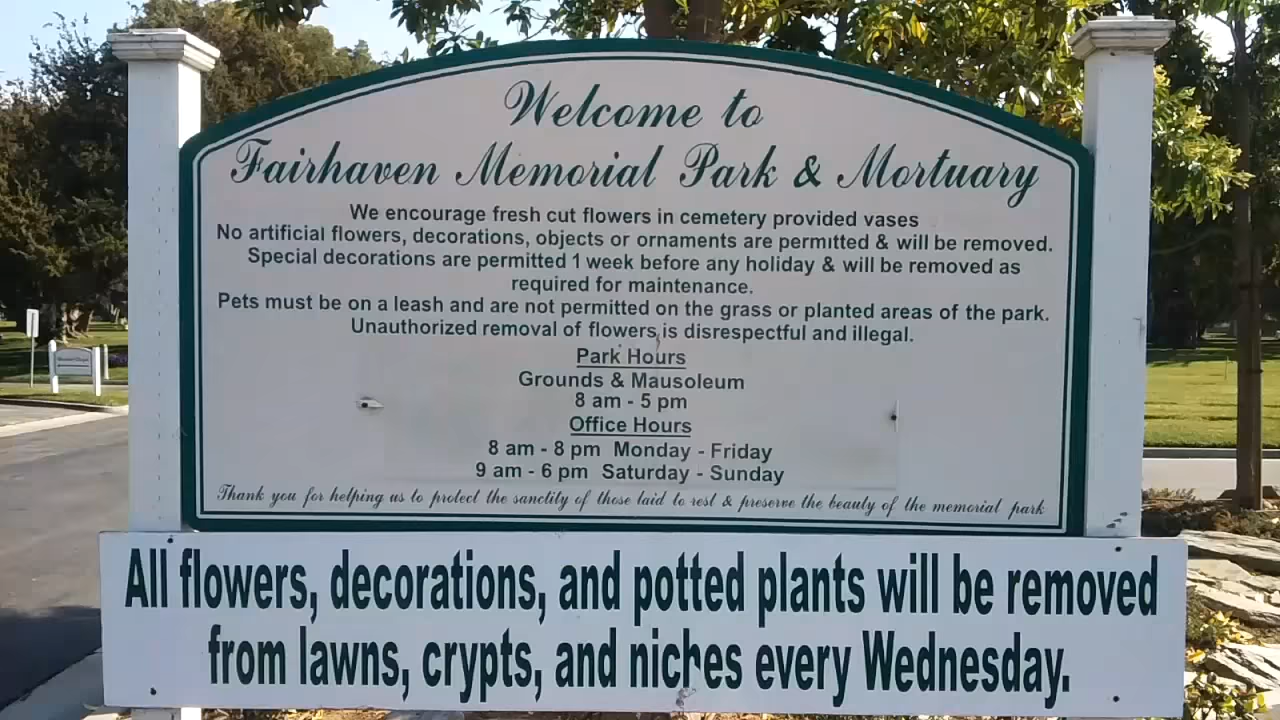 Welcome to
Fairhaven Memorial Park & Mortuary
We encourage fresh cut flowers in cemetery provided vases
No artificial flowers, decorations, objects or ornaments are permitted & will be removed.
Special decorations are permitted 1 week before any holiday & will be removed as
required for maintenance.
Pets must be on a leash and are not permitted on the grass or planted areas of the park.
Unauthorized removal of flowers is disrespectful and illegal.
Park Hours
Grounds & Mausoleum
8 am - 5 pm
Office Hours
8 am - 8 pm Monday - Friday
9 am - 6 pm Saturday - Sunday
Thank you for helping us to protect the sanctity of those laid to rest & preserve the beauty of the memorial park
All flowers, decorations, and potted plants will be removed
from lawns, crypts, and niches every Wednesday.